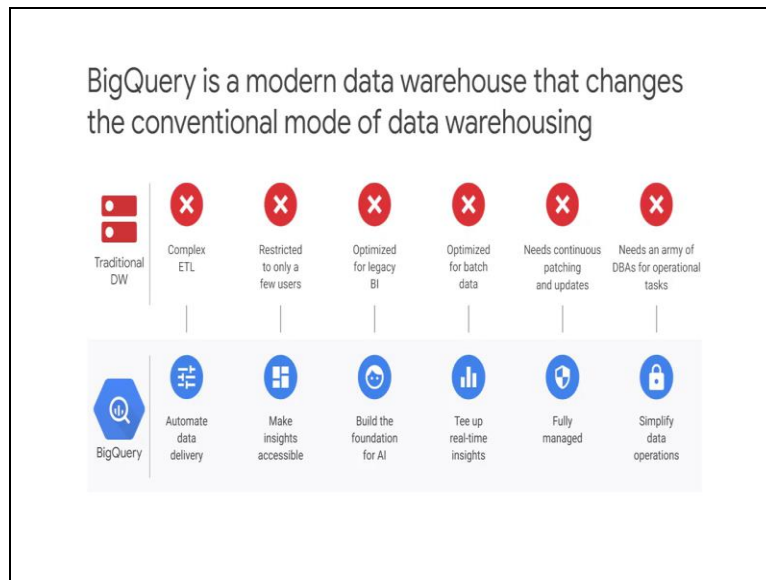 BigQuery is a modern data warehouse that changes
the conventional mode of data warehousing
Traditional
DW
Complex
ETL
Restricted
to only a
few users
Optimized
for legacy
BI
Optimized
for batch
data
Needs continuous
patching
and updates
Needs an army of
DBAs for operational
tasks
BigQuery
Automate
data
delivery
Make
insights
accessible
Build the
foundation
for AI
Tee up
real-time
insights
Fully
managed
Simplify
data
operations